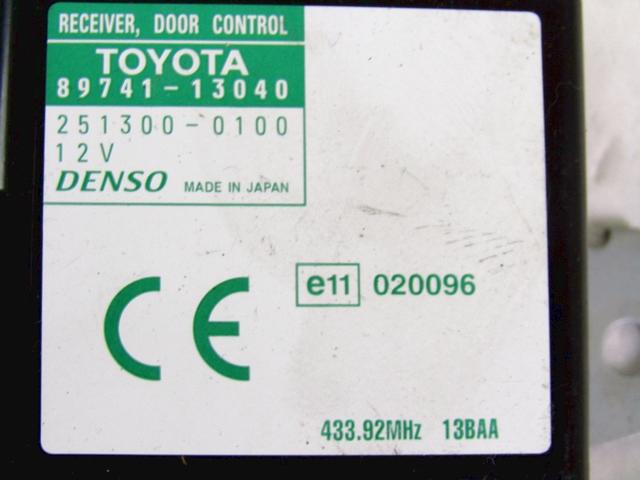 RECEIVER, DOOR CONTROL
TOYOTA
89741-13040
251300-0100
12V
DENSO MADE IN JAPAN
e11 020096
CE
433.92MHz 13BAA